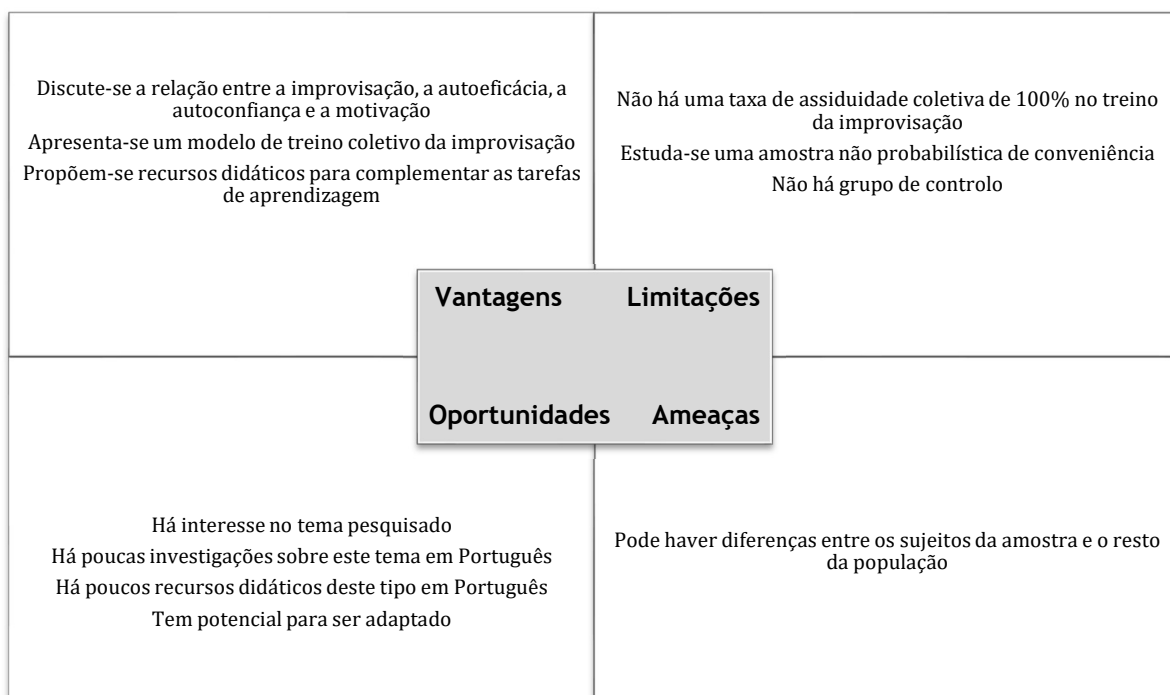 Discute-se a relação entre a improvisação, a autoeficácia, a
autoconfiança e a motivação
Apresenta-se um modelo de treino coletivo da improvisação
Propõem-se recursos didáticos para complementar as tarefas
de aprendizagem
Não há uma taxa de assiduidade coletiva de 100% no treino
da improvisação
Estuda-se uma amostra não probabilística de conveniência
Não há grupo de controlo
Vantagens Limitações
Oportunidades Ameaças
Há interesse no tema pesquisado
Há poucas investigações sobre este tema em Português
Há poucos recursos didáticos deste tipo em Português
Tem potencial para ser adaptado
Pode haver diferenças entre os sujeitos da amostra e o resto
da população